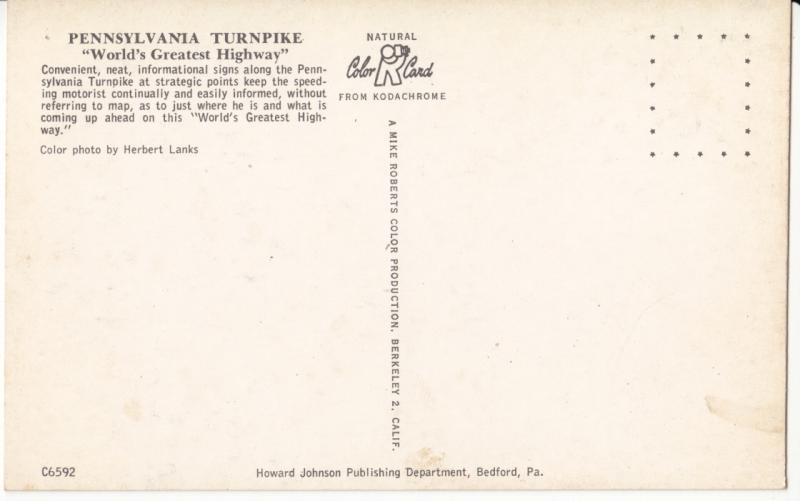 PENNSYLVANIA TURNPIKE
"World's Greatest Highway"
Convenient, neat, informational signs along the Penn-
sylvania Turnpike at strategic points keep the speed-
ing motorist continually and easily informed, without
referring to map, as to just where he is and what is
coming up ahead on this "World's Greatest High-
way."
Color photo by Herbert Lanks
NATURAL
Color Card
FROM KODACHROME
A MIKE ROBERTS COLOR PRODUCTION. BERKELEY 2. CALIF.
C6592
Howard Johnson Publishing Department, Bedford, Pa.